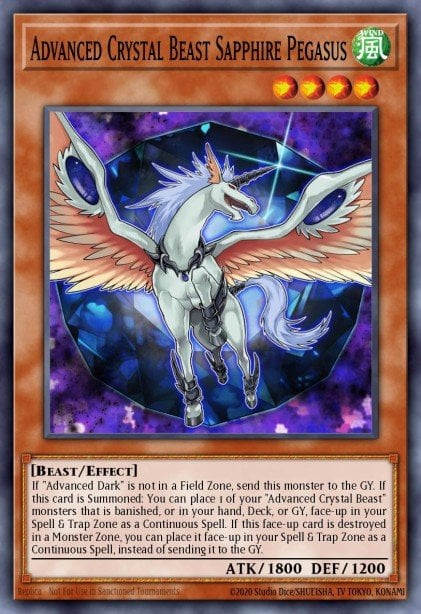 ADVANCED CRYSTAL BEAST SAPPHIRE PEGASUS
WIND
風
[BEAST/EFFECT]
If "Advanced Dark" is not in a Field Zone, send this monster to the GY. If
this card is Summoned: You can place 1 of your "Advanced Crystal Beast"
monsters that is banished, or in your hand, Deck, or GY, face-up in your
Spell & Trap Zone as a Continuous Spell. If this face-up card is destroyed
in a Monster Zone, you can place it face-up in your Spell & Trap Zone as a
Continuous Spell, instead of sending it to the GY.
ATK/1800 DEF/1200
Replica - Not For Use in Sanctioned Tournaments
©2020 Studio Dice/SHUEISHA, TV TOKYO, KONAMI